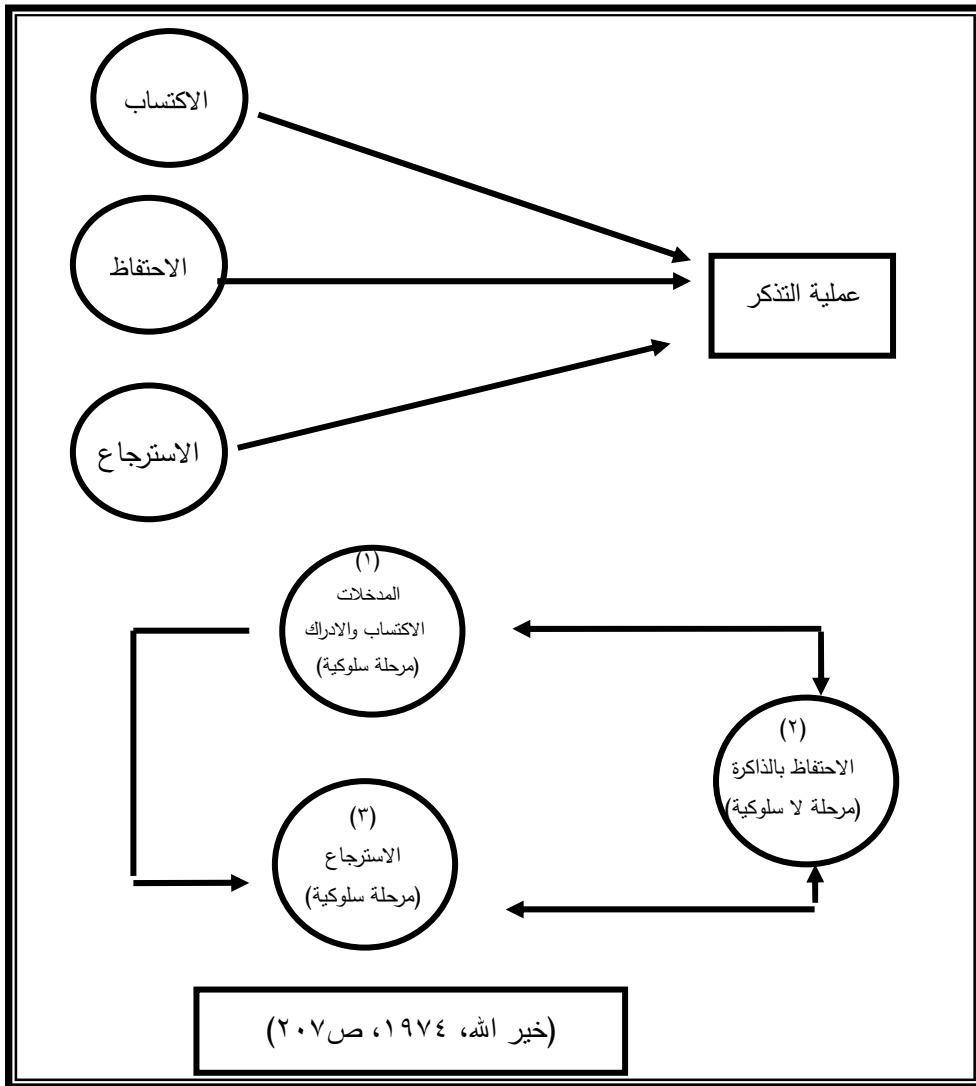 الاكتساب
الاحتفاظ
عملية التذكر
الاسترجاع
(١)
المدخلات
الاكتساب والادراك
(مرحلة سلوكية)
(٢)
الاحتفاظ بالذاكرة
(مرحلة لا سلوكية)
(٣)
الاسترجاع
(مرحلة سلوكية)
(خير الله، ١٩٧٤، ص٢٠٧)